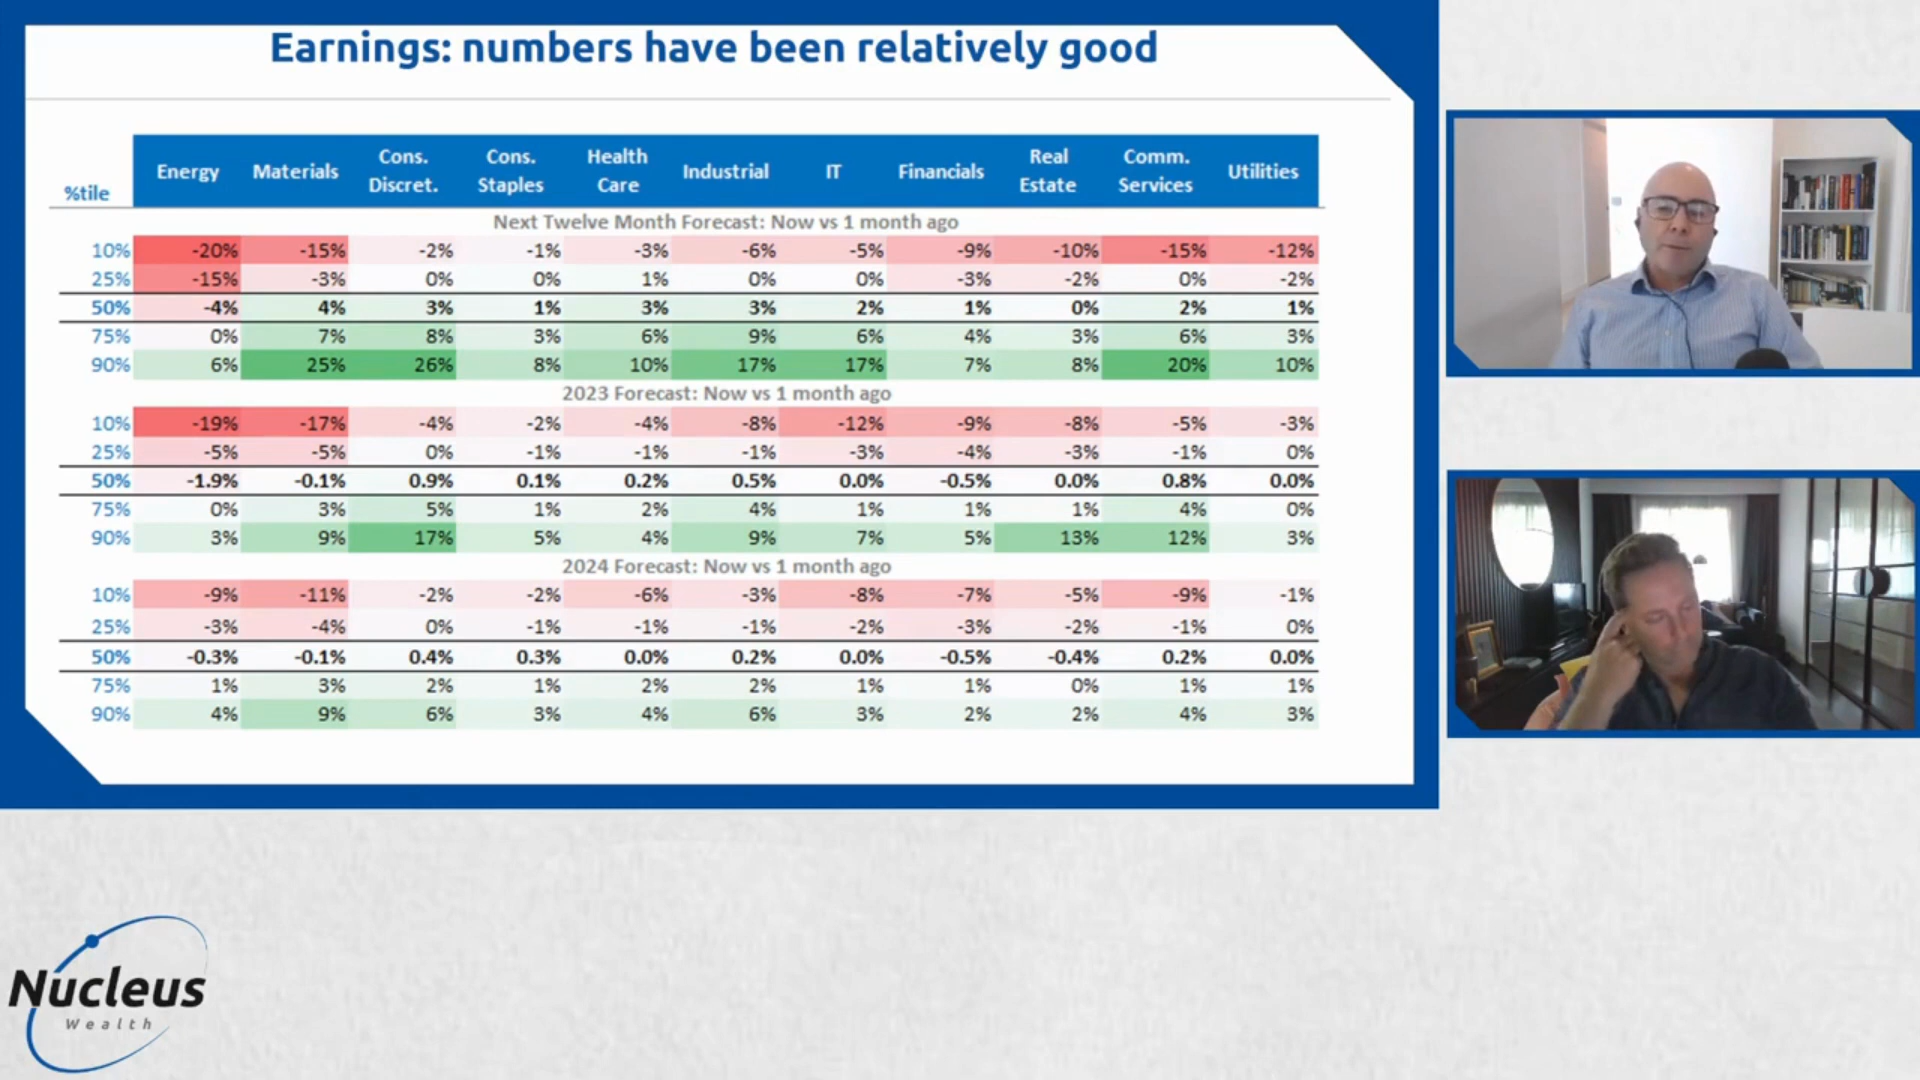 Earnings: numbers have been relatively good
%tile Energy Materials Cons. Discret. Cons. Staples Health Care Industrial IT Financials Real Estate Comm. Services Utilities
Next Twelve Month Forecast: Now vs 1 month ago
10% -20% -15% -2% -1% -3% -6% -5% -9% -10% -15% -12%
25% -15% -3% 0% 0% 1% 0% 0% -3% -2% 0% -2%
50% -4% 4% 3% 1% 3% 3% 2% 1% 0% 2% 1%
75% 0% 7% 8% 3% 6% 9% 6% 4% 3% 6% 3%
90% 6% 25% 26% 8% 10% 17% 17% 7% 8% 20% 10%
2023 Forecast: Now vs 1 month ago
10% -19% -17% -4% -2% -4% -8% -12% -9% -8% -5% -3%
25% -5% -5% 0% -1% -1% -1% -3% -4% -3% -1% 0%
50% -1.9% -0.1% 0.9% 0.1% 0.2% 0.5% 0.0% -0.5% 0.0% 0.8% 0.0%
75% 0% 3% 5% 1% 2% 4% 1% 1% 1% 4% 0%
90% 3% 9% 17% 5% 4% 9% 7% 5% 13% 12% 3%
2024 Forecast: Now vs 1 month ago
10% -9% -11% -2% -2% -6% -3% -8% -7% -5% -9% -1%
25% -3% -4% 0% -1% -1% -1% -2% -3% -2% -1% 0%
50% -0.3% -0.1% 0.4% 0.3% 0.0% 0.2% 0.0% -0.5% -0.4% 0.2% 0.0%
75% 1% 3% 2% 1% 2% 2% 1% 1% 0% 1% 1%
90% 4% 9% 6% 3% 4% 6% 3% 2% 2% 4% 3%
Nucleus
Wealth